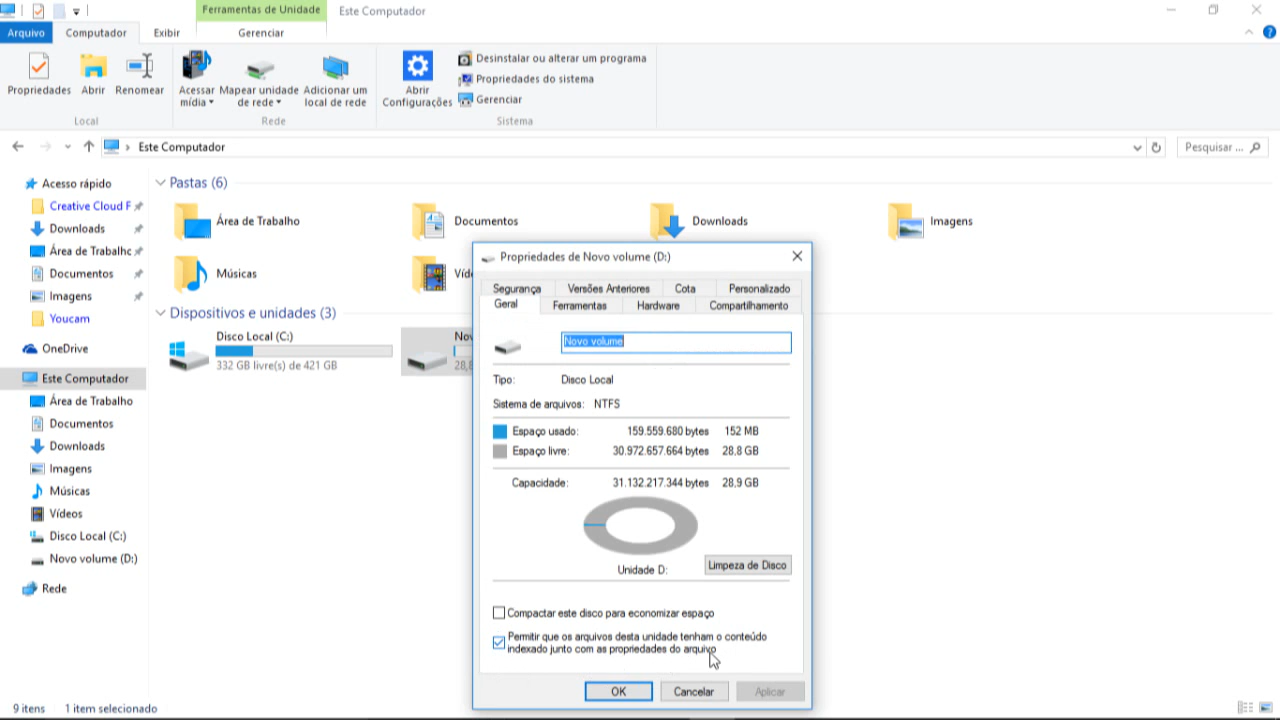 Ferramentas de Unidade
Este Computador
Arquivo
Computador
Exibir
Gerenciar
Propriedades
Abrir
Renomear
Acessar
mídia
Mapear unidade
de rede
Adicionar um
local de rede
Abrir
Configurações
Desinstalar ou alterar um programa
Propriedades do sistema
Gerenciar
Local
Rede
Sistema
Este Computador
Pesquisar ...
Acesso rápido
Creative Cloud F
Downloads
Área de Trabalhc
Documentos
Imagens
Youcam
OneDrive
Este Computador
Área de Trabalho
Documentos
Downloads
Imagens
Músicas
Vídeos
Disco Local (C:)
Novo volume (D:)
Rede
Pastas (6)
Área de Trabalho
Documentos
Downloads
Imagens
Músicas
Víd
Dispositivos e unidades (3)
Disco Local (C:)
332 GB livre(s) de 421 GB
Nov
28,8
Propriedades de Novo volume (D:)
Segurança
Versões Anteriores
Cota
Personalizado
Geral
Ferramentas
Hardware
Compartilhamento
Novo volume
Tipo: Disco Local
Sistema de arquivos: NTFS
Espaço usado: 159.559.680 bytes 152 MB
Espaço livre: 30.972.657.664 bytes 28,8 GB
Capacidade: 31.132.217.344 bytes 28,9 GB
Unidade D:
Limpeza de Disco
Compactar este disco para economizar espaço
Permitir que os arquivos desta unidade tenham o conteúdo
indexado junto com as propriedades do arquivo
OK
Cancelar
Aplicar
9 itens
1 item selecionado